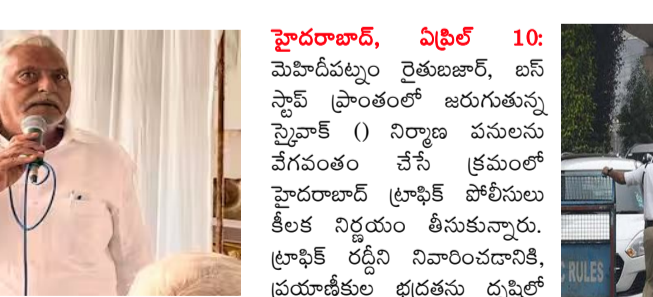 హైదరాబాద్, ఏప్రిల్ 10:
మెహిదీపట్నం రైతుబజార్, బస్
స్టాప్ ప్రాంతంలో జరుగుతున్న
స్కైవాక్ () నిర్మాణ పనులను
వేగవంతం చేసే క్రమంలో
హైదరాబాద్ ట్రాఫిక్ పోలీసులు
కీలక నిర్ణయం తీసుకున్నారు.
ట్రాఫిక్ రద్దీని నివారించడానికి,
ప్రయాణీకుల భద్రతను దృష్టిలో
C RULES